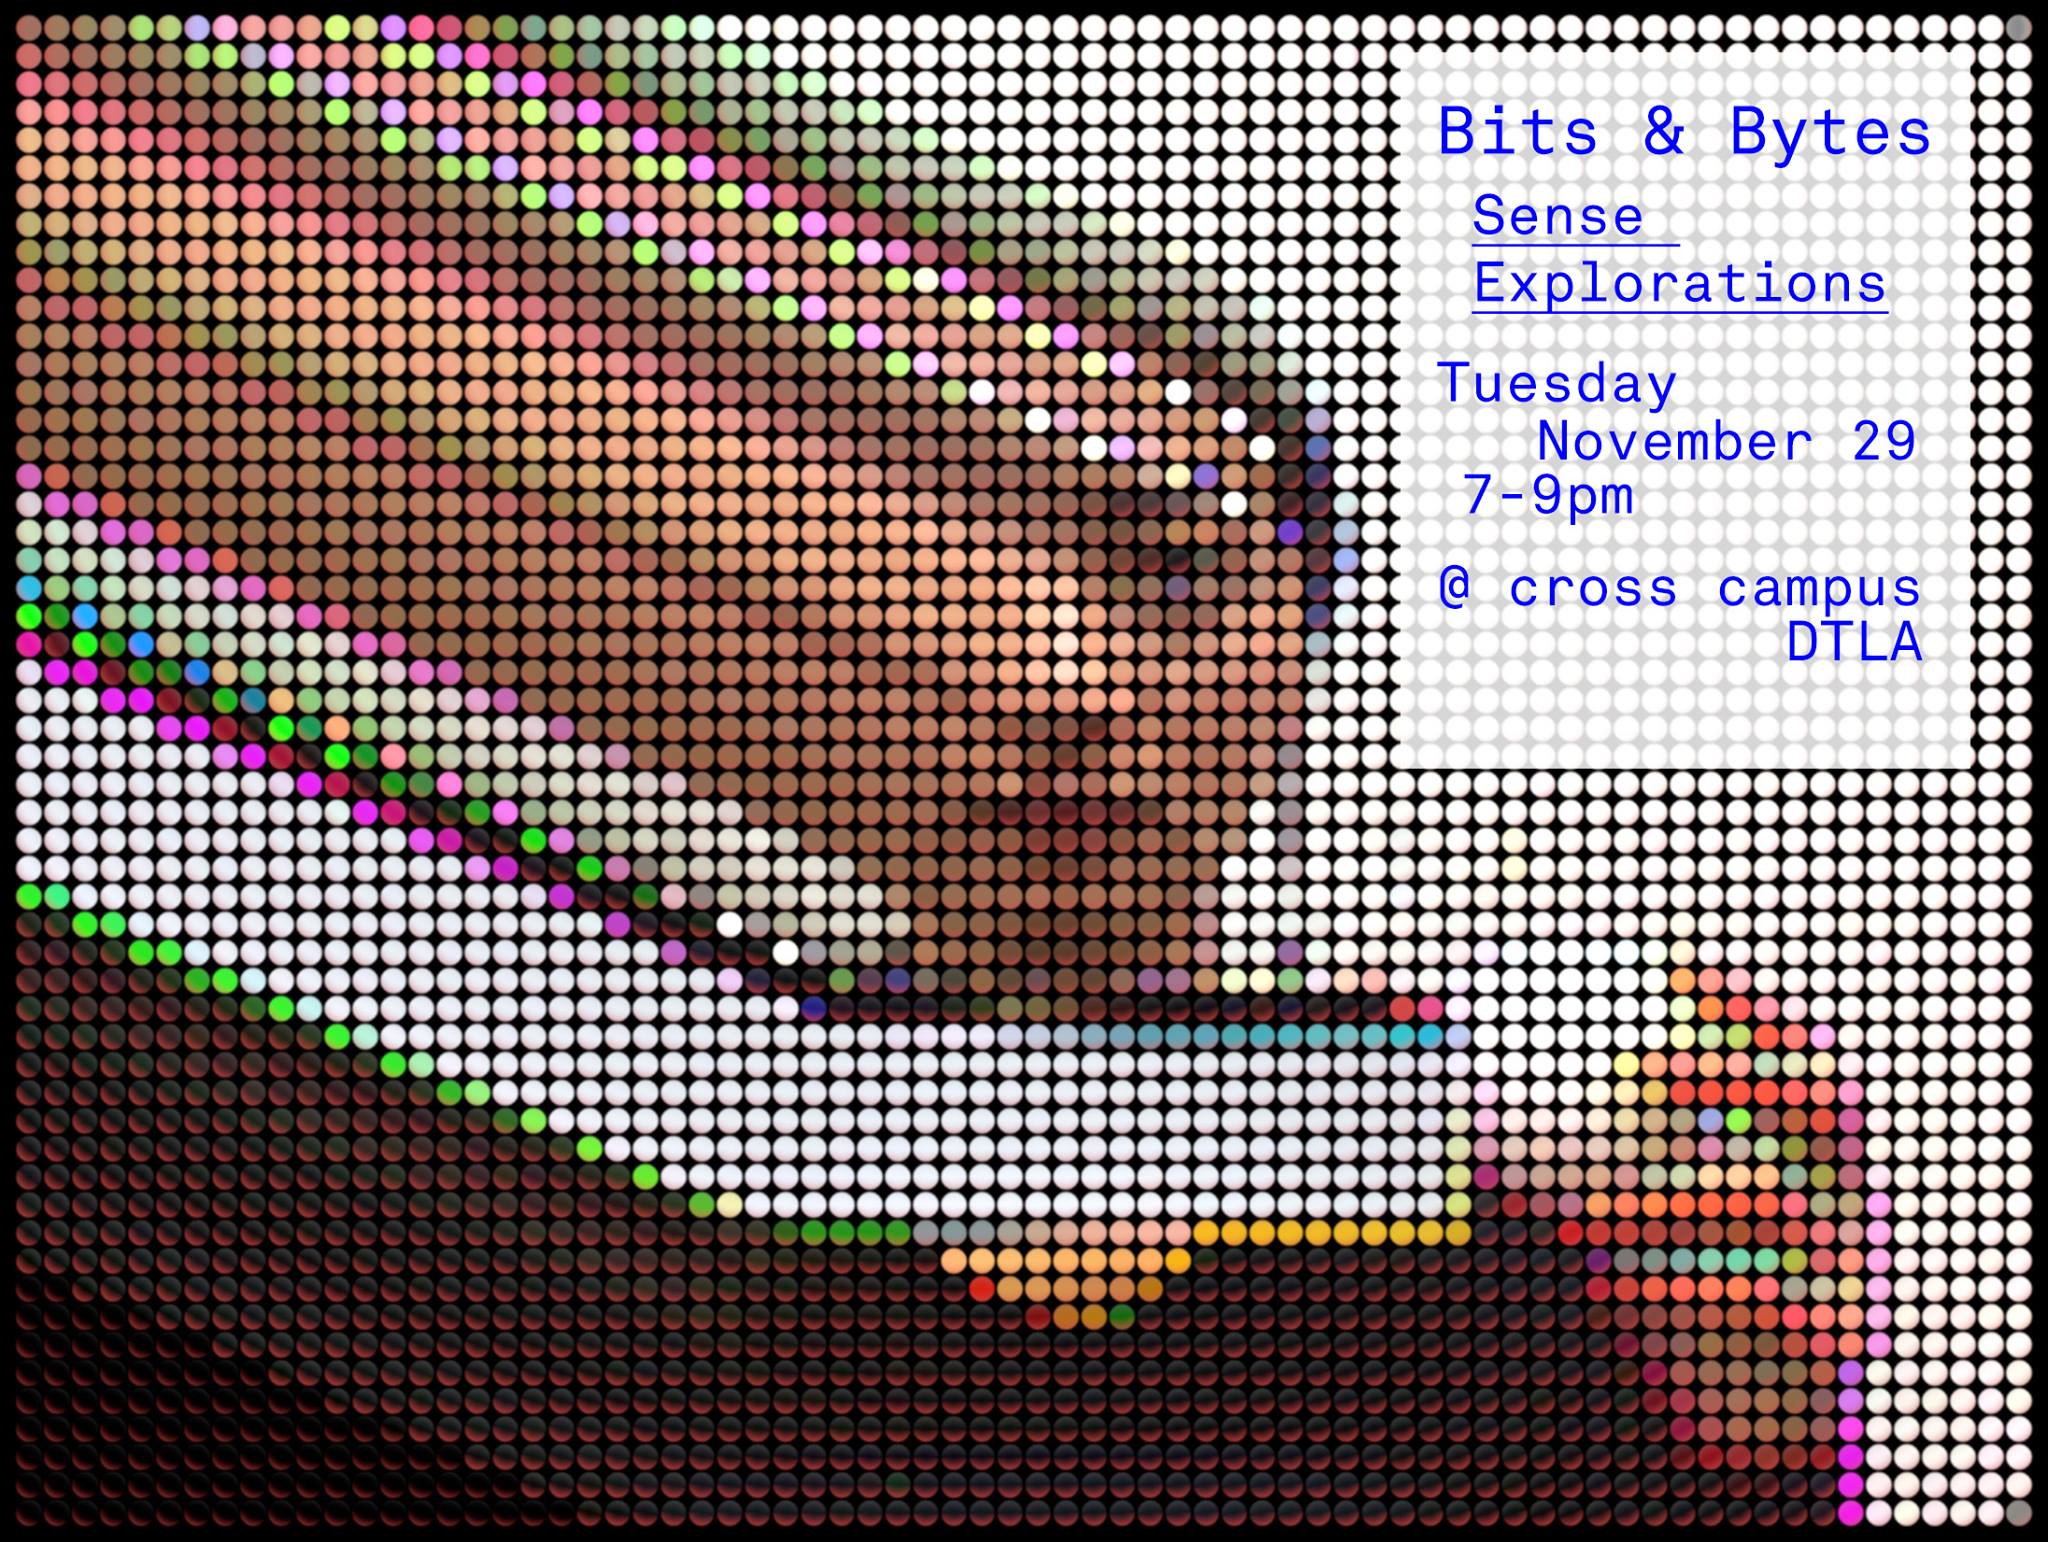 Bits & Bytes
Sense
Explorations
Tuesday
November 29
7-9pm
@ cross campus
DTLA